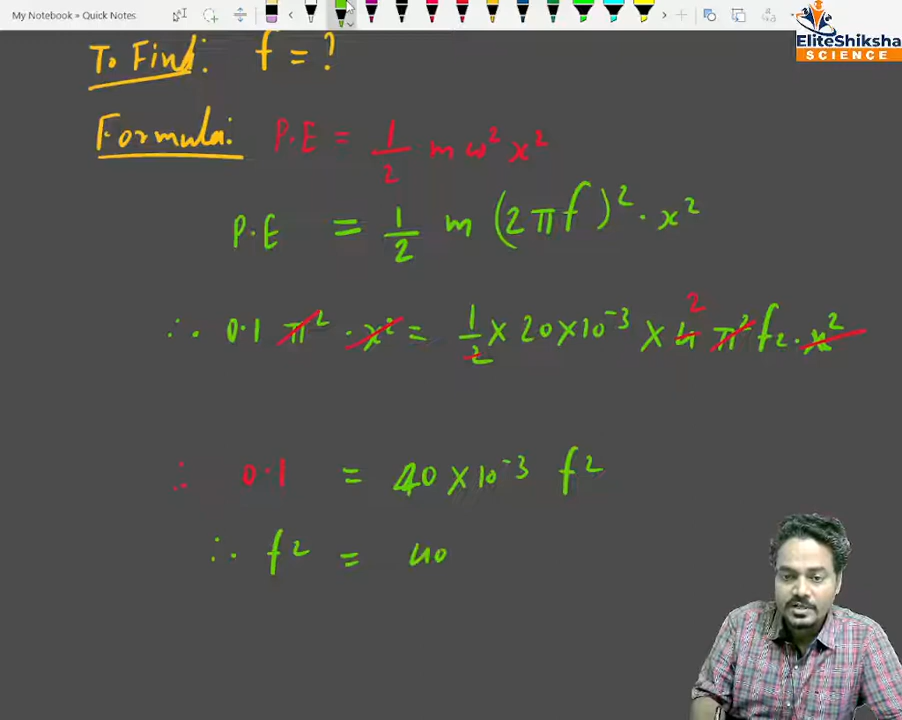 My Notebook » Quick Notes
EliteShiksha
SCIENCE
To Find: f = ?
Formula: P.E = 1/2 m ω² x²
P.E = 1/2 m (2πf)² · x²
∴ 0.1 π² · x² = 1/2 × 20 × 10⁻³ × 4 2 π² f² · x²
∴ 0.1 = 40 × 10⁻³ f²
∴ f² = 40